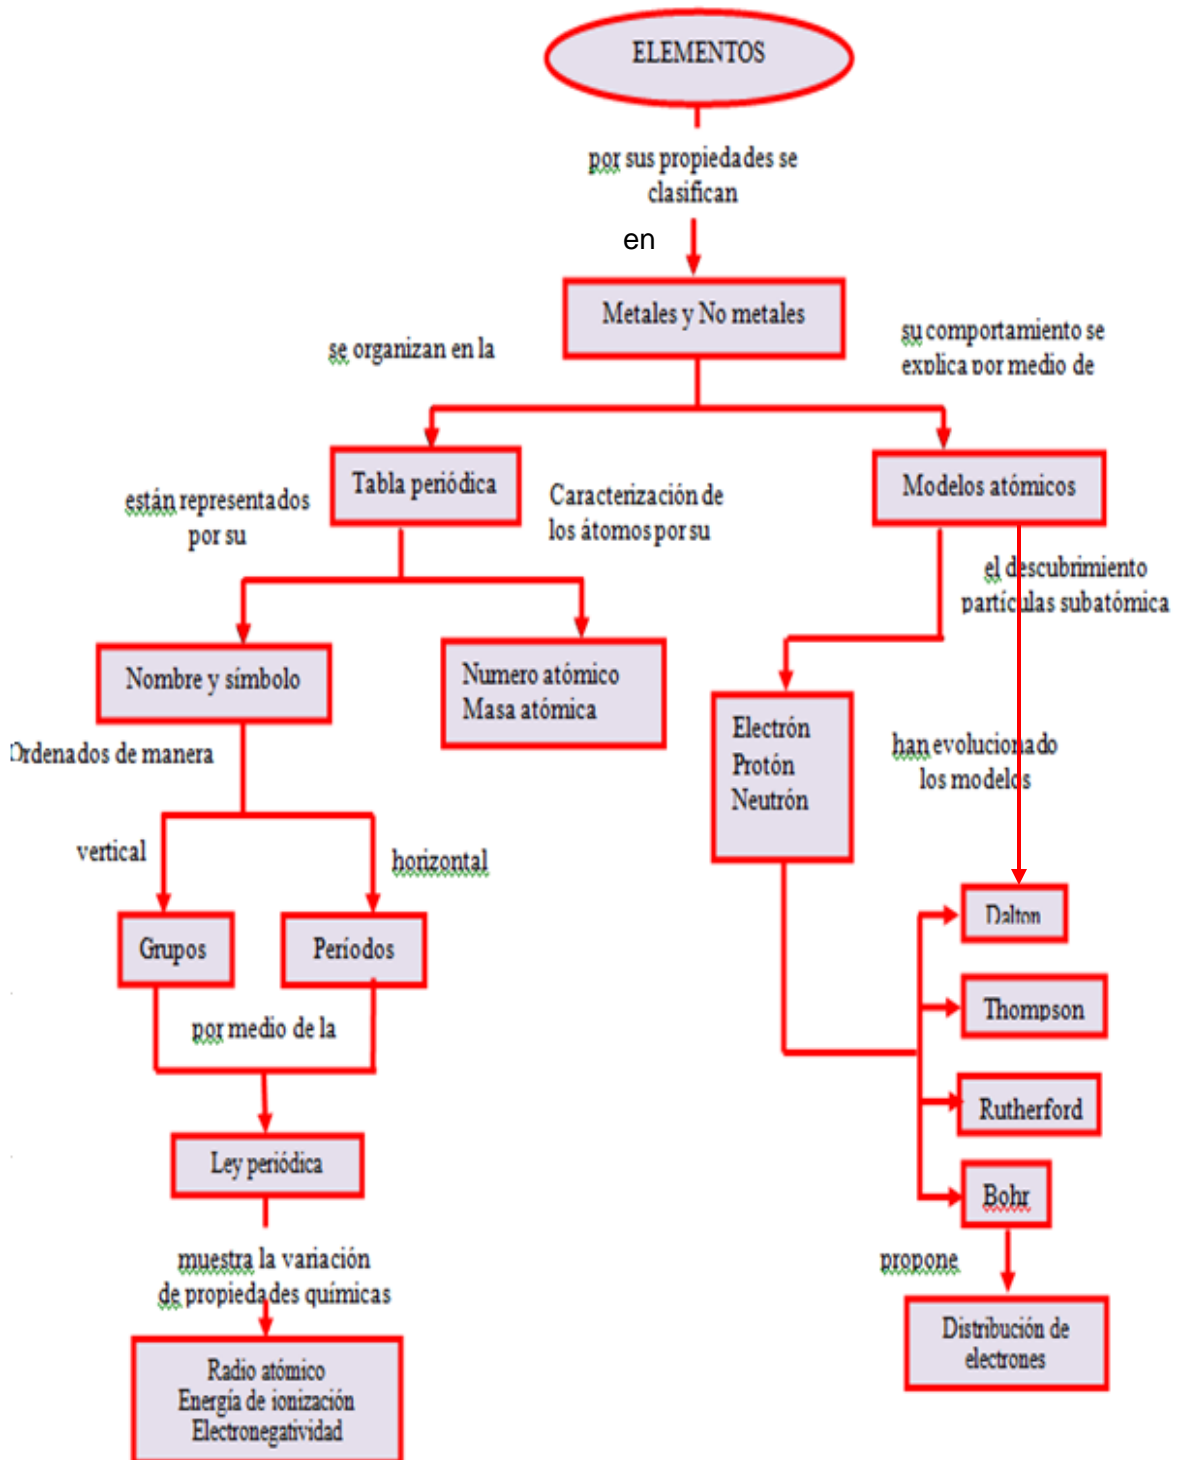 ELEMENTOS
por sus propiedades se
clasifican
en
Metales y No metales
se organizan en la
su comportamiento se
explica por medio de
Tabla periódica
Modelos atómicos
están representados
por su
Caracterización de
los átomos por su
el descubrimiento
partículas subatómica
Nombre y símbolo
Numero atómico
Masa atómica
Electrón
Protón
Neutrón
han evolucionado
los modelos
Ordenados de manera
vertical
horizontal
Grupos
Períodos
Dalton
Thompson
Rutherford
Bohr
por medio de la
Ley periódica
muestra la variación
de propiedades químicas
propone
Distribución de
electrones
Radio atómico
Energía de ionización
Electronegatividad